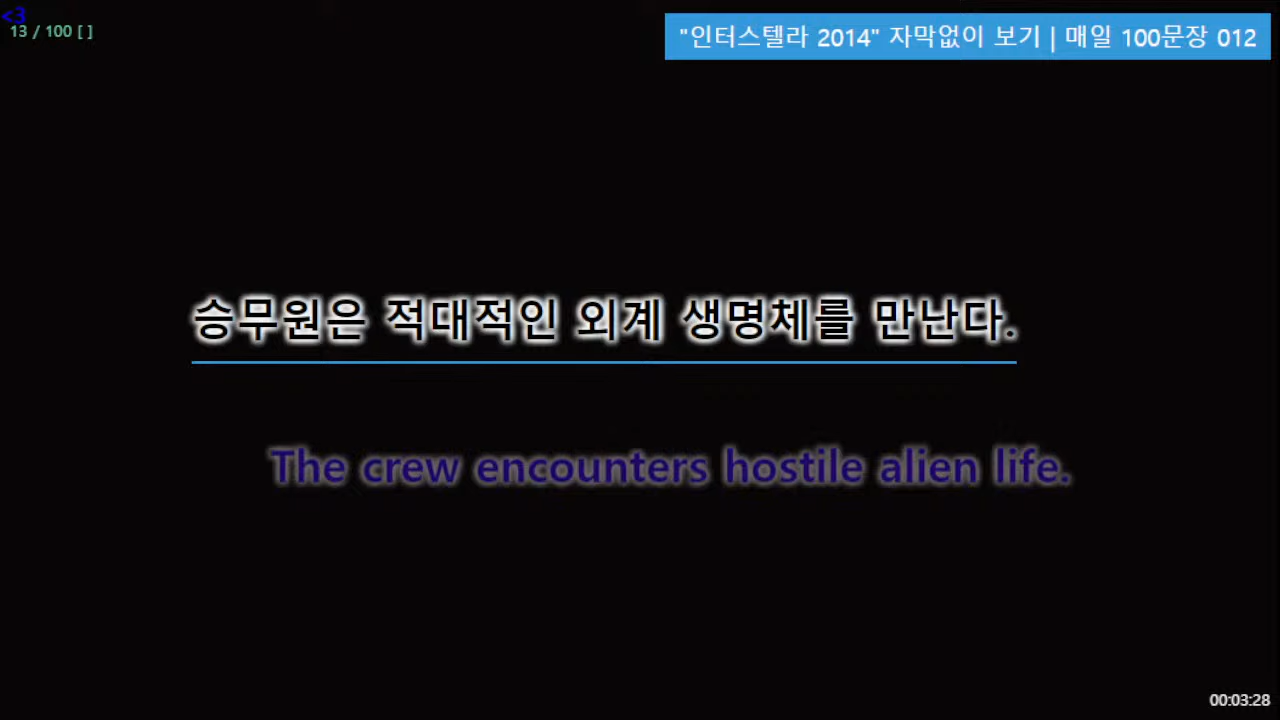 <3
13 / 100 [ ]
"인터스텔라 2014" 자막없이 보기 | 매일 100문장 012
승무원은 적대적인 외계 생명체를 만난다.
The crew encounters hostile alien life.
00:03:28